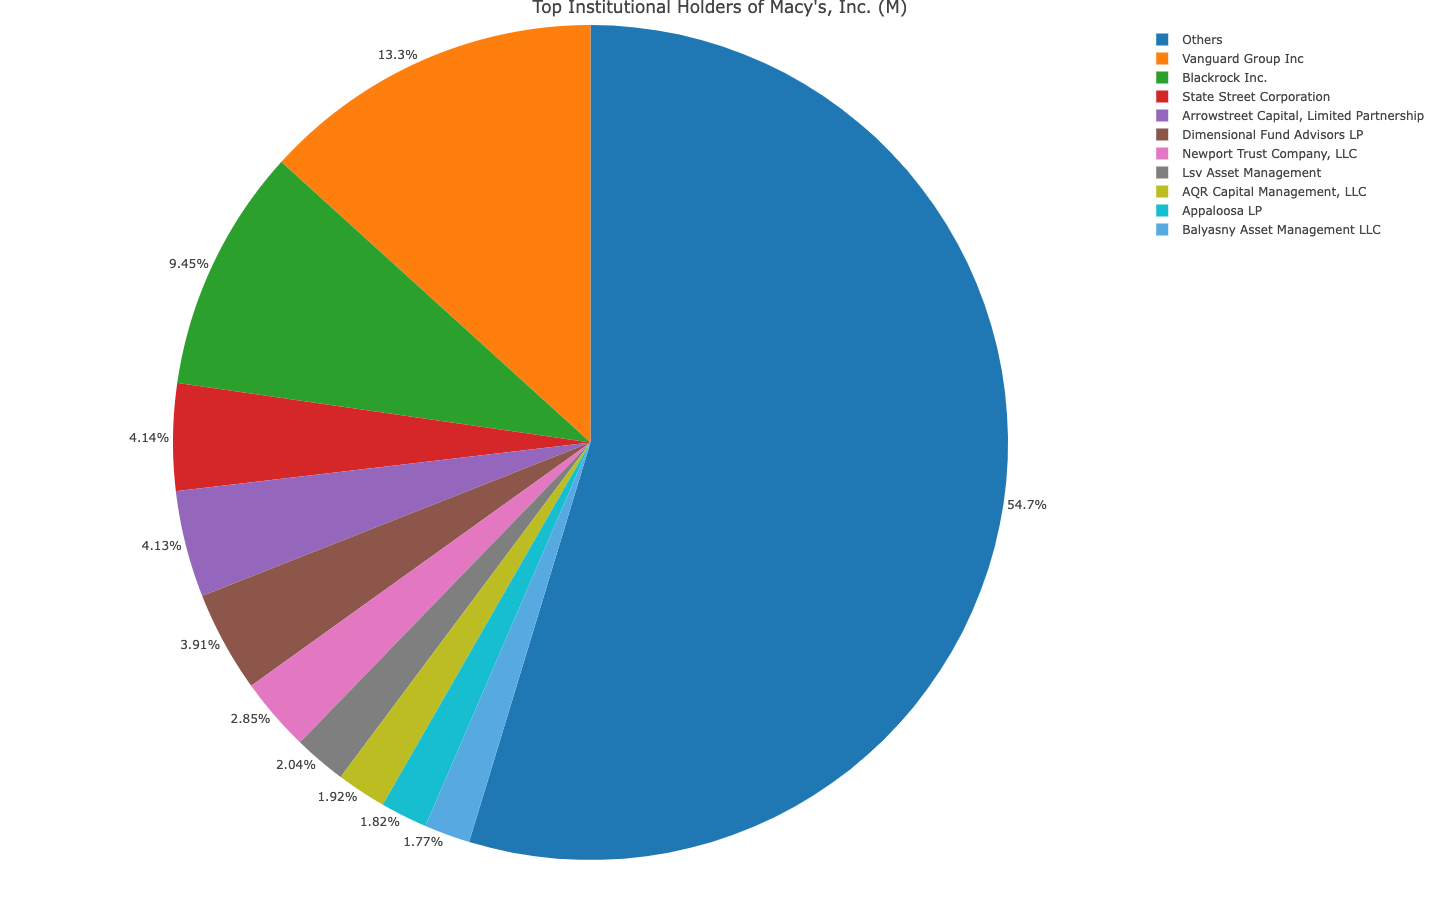 Top Institutional Holders of Macy's, Inc. (M)
13.3%
9.45%
4.14%
4.13%
3.91%
2.85%
2.04%
1.92%
1.82%
1.77%
54.7%
Others
Vanguard Group Inc
Blackrock Inc.
State Street Corporation
Arrowstreet Capital, Limited Partnership
Dimensional Fund Advisors LP
Newport Trust Company, LLC
Lsv Asset Management
AQR Capital Management, LLC
Appaloosa LP
Balyasny Asset Management LLC